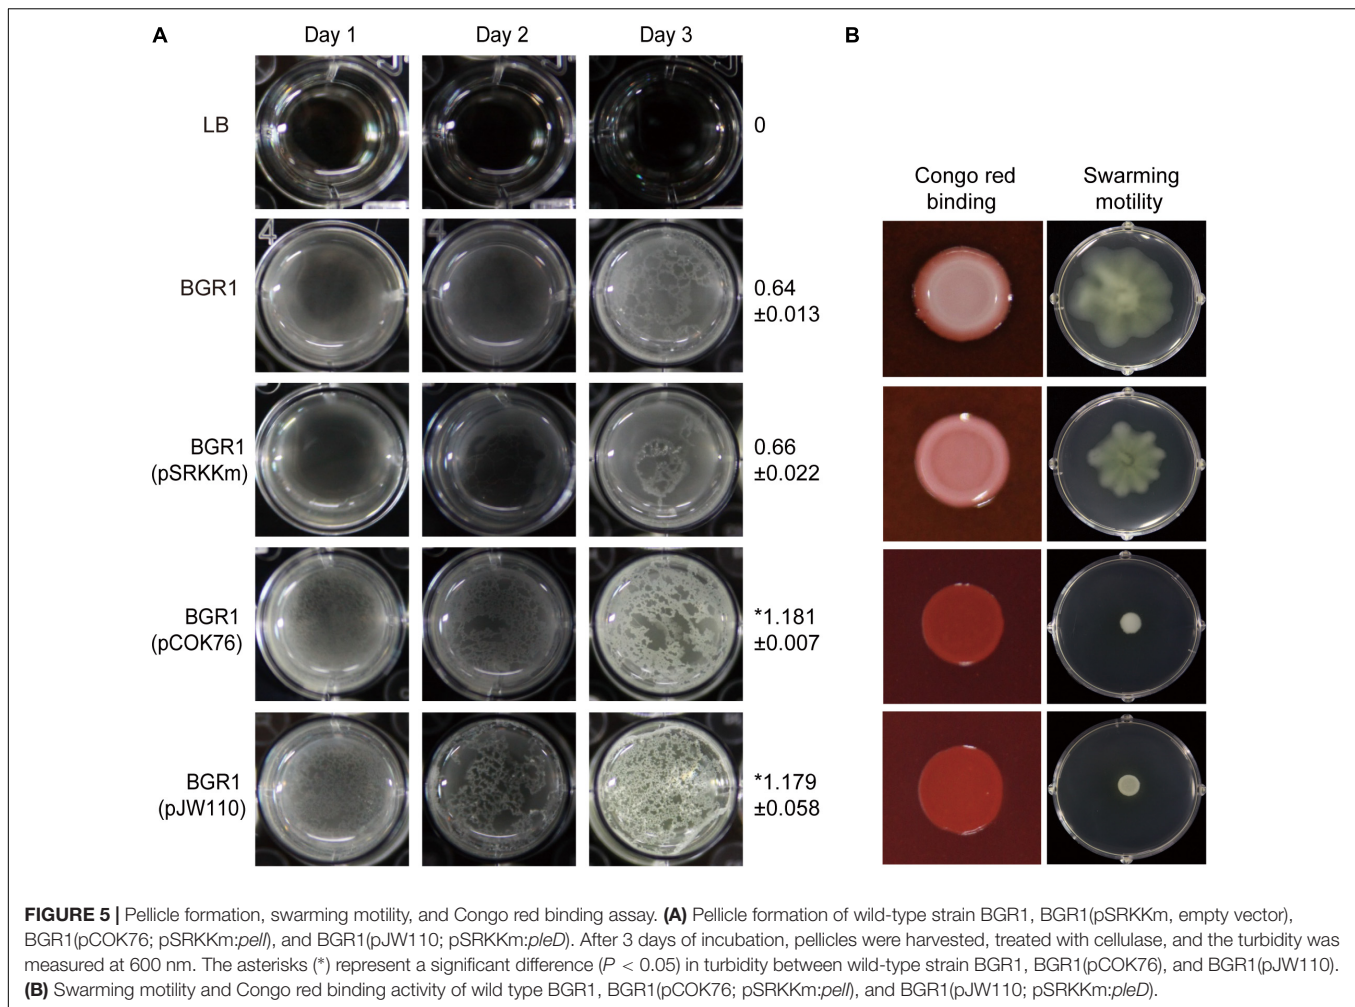 A
Day 1
Day 2
Day 3
LB
0
BGR1
0.64
±0.013
BGR1
(pSRKKm)
0.66
±0.022
BGR1
(pCOK76)
*1.181
±0.007
BGR1
(pJW110)
*1.179
±0.058
B
Congo red
binding
Swarming
motility
4
FIGURE 5 | Pellicle formation, swarming motility, and Congo red binding assay. (A) Pellicle formation of wild-type strain BGR1, BGR1(pSRKKm, empty vector),
BGR1(pCOK76; pSRKKm:pelI), and BGR1(pJW110; pSRKKm:pleD). After 3 days of incubation, pellicles were harvested, treated with cellulase, and the turbidity was
measured at 600 nm. The asterisks (*) represent a significant difference (P < 0.05) in turbidity between wild-type strain BGR1, BGR1(pCOK76), and BGR1(pJW110).
(B) Swarming motility and Congo red binding activity of wild type BGR1, BGR1(pCOK76; pSRKKm:pelI), and BGR1(pJW110; pSRKKm:pleD).